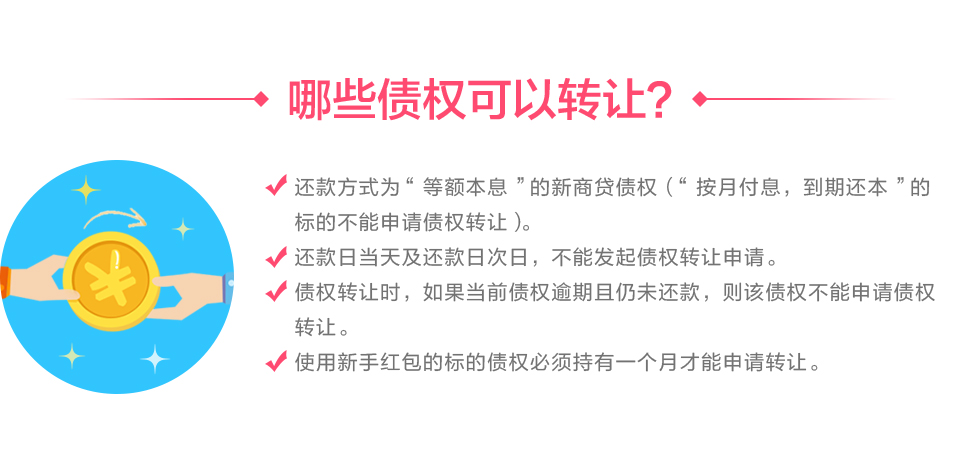 哪些债权可以转让?
还款方式为“等额本息”的新商贷债权(“按月付息,到期还本”的
标的不能申请债权转让)。
还款日当天及还款日次日,不能发起债权转让申请。
债权转让时,如果当前债权逾期且仍未还款,则该债权不能申请债权
转让。
使用新手红包的标的债权必须持有一个月才能申请转让。